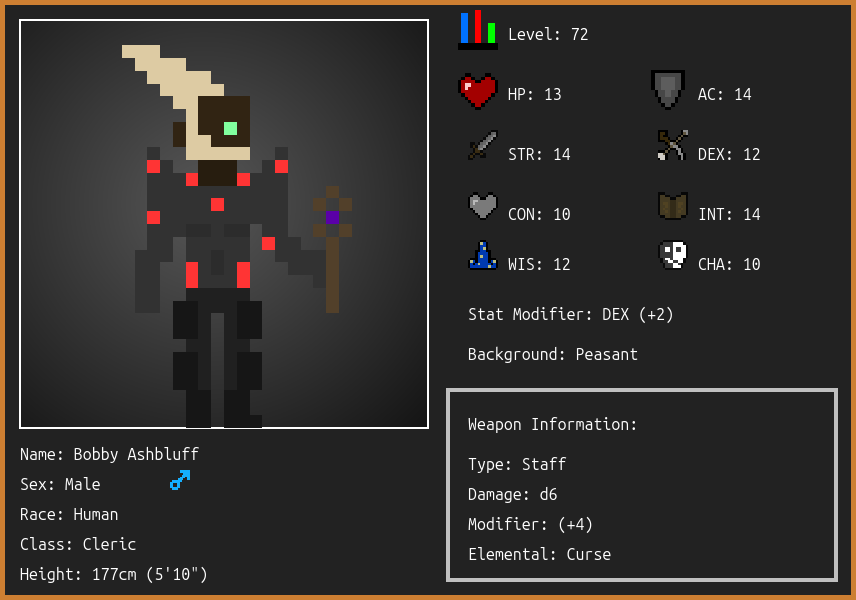 Level: 72
HP: 13
AC: 14
STR: 14
DEX: 12
CON: 10
INT: 14
WIS: 12
CHA: 10
Stat Modifier: DEX (+2)
Background: Peasant
Weapon Information:
Type: Staff
Damage: d6
Modifier: (+4)
Elemental: Curse
Name: Bobby Ashbluff
Sex: Male
Race: Human
Class: Cleric
Height: 177cm (5'10")